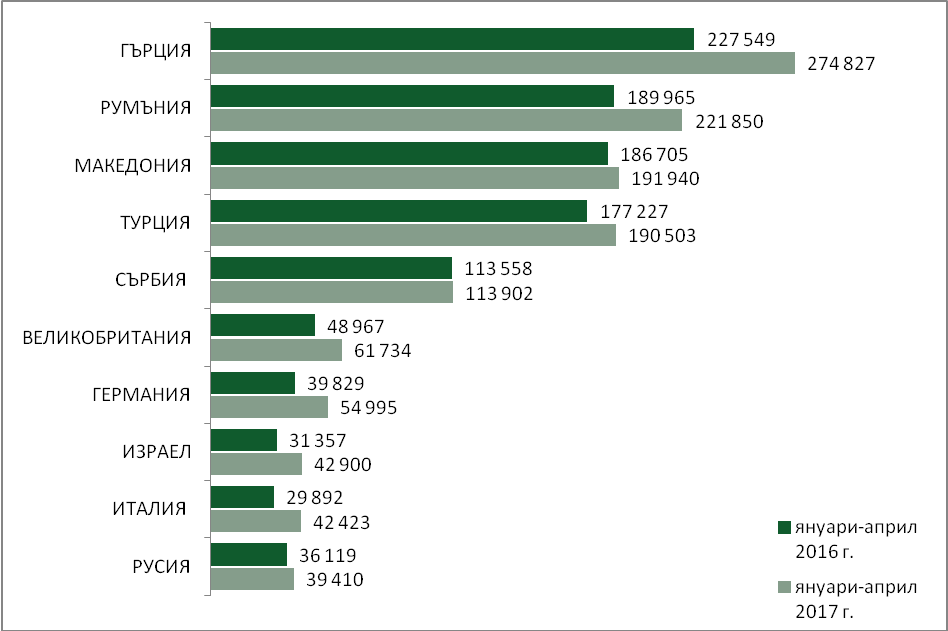 ГЪРЦИЯ
227 549
274 827
РУМЪНИЯ
189 965
221 850
МАКЕДОНИЯ
186 705
191 940
ТУРЦИЯ
177 227
190 503
СЪРБИЯ
113 558
113 902
ВЕЛИКОБРИТАНИЯ
48 967
61 734
ГЕРМАНИЯ
39 829
54 995
ИЗРАЕЛ
31 357
42 900
ИТАЛИЯ
29 892
42 423
РУСИЯ
36 119
39 410
януари-април
2016 г.
януари-април
2017 г.